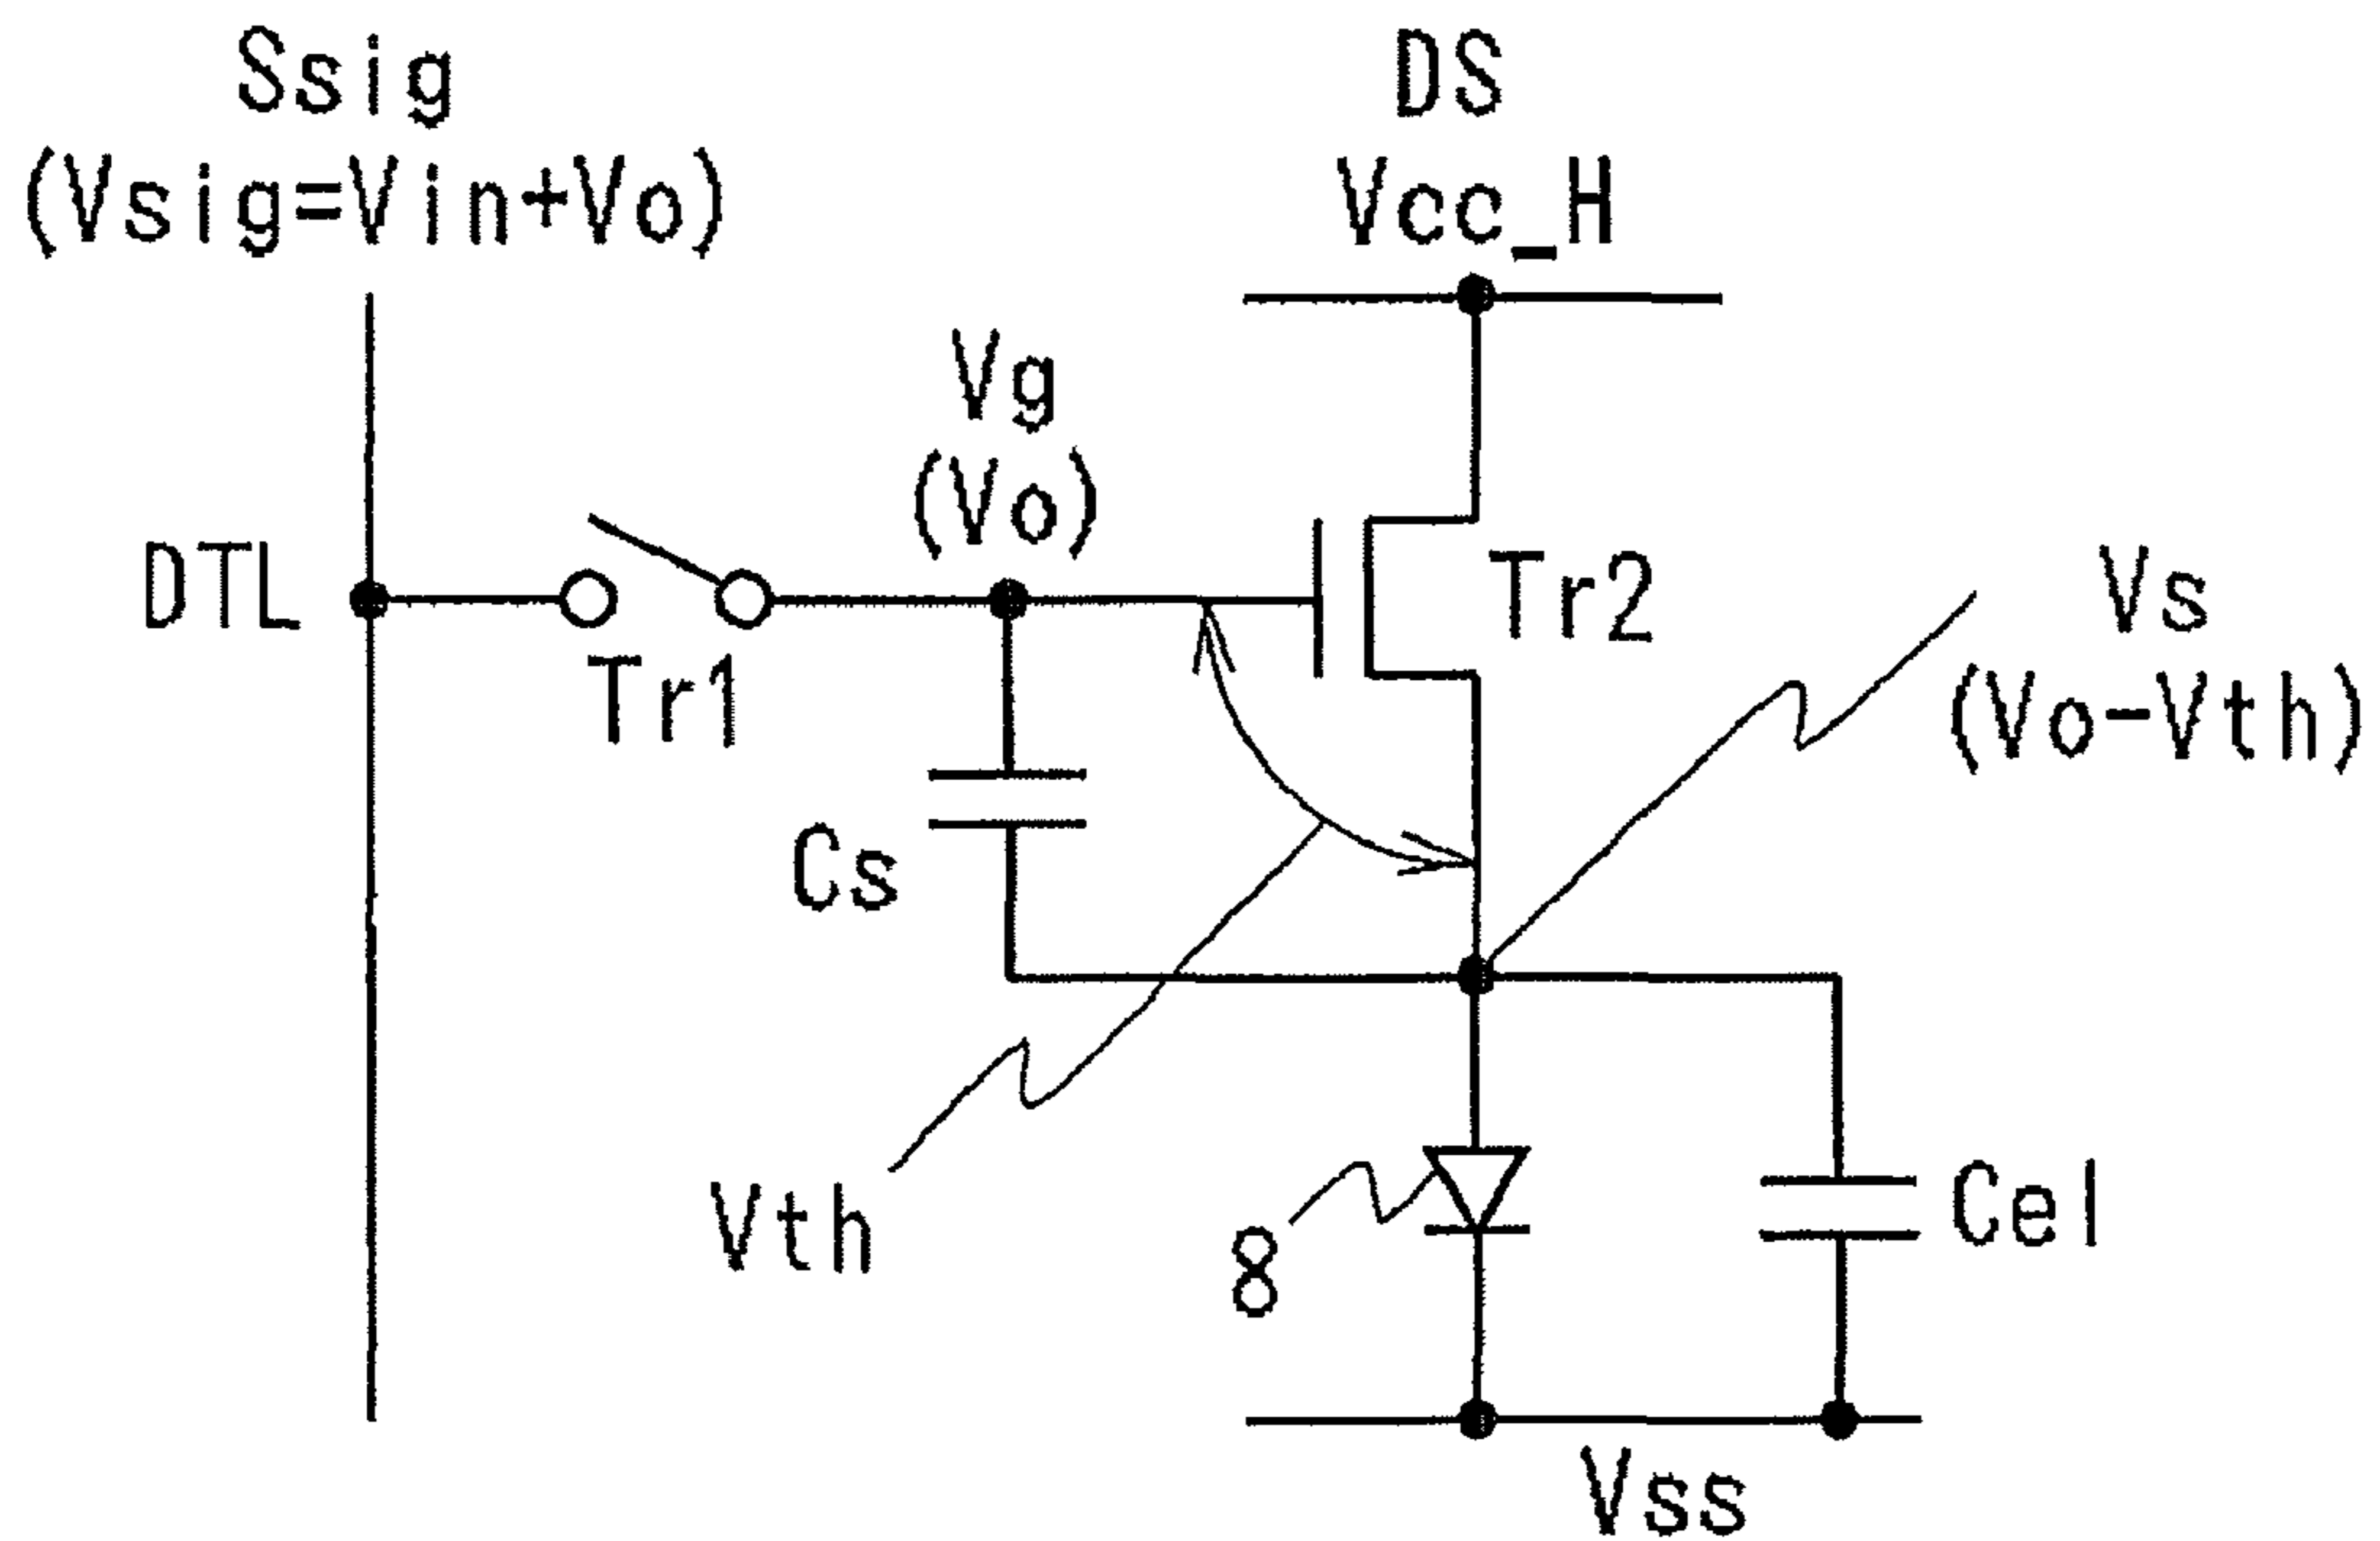 Ssig
(Vsig=Vin+Vo)
DS
Vcc_H
Vg
(Vo)
DTL
Tr1
Tr2
Vs
(Vo-Vth)
Cs
Vth
8
Cel
Vss